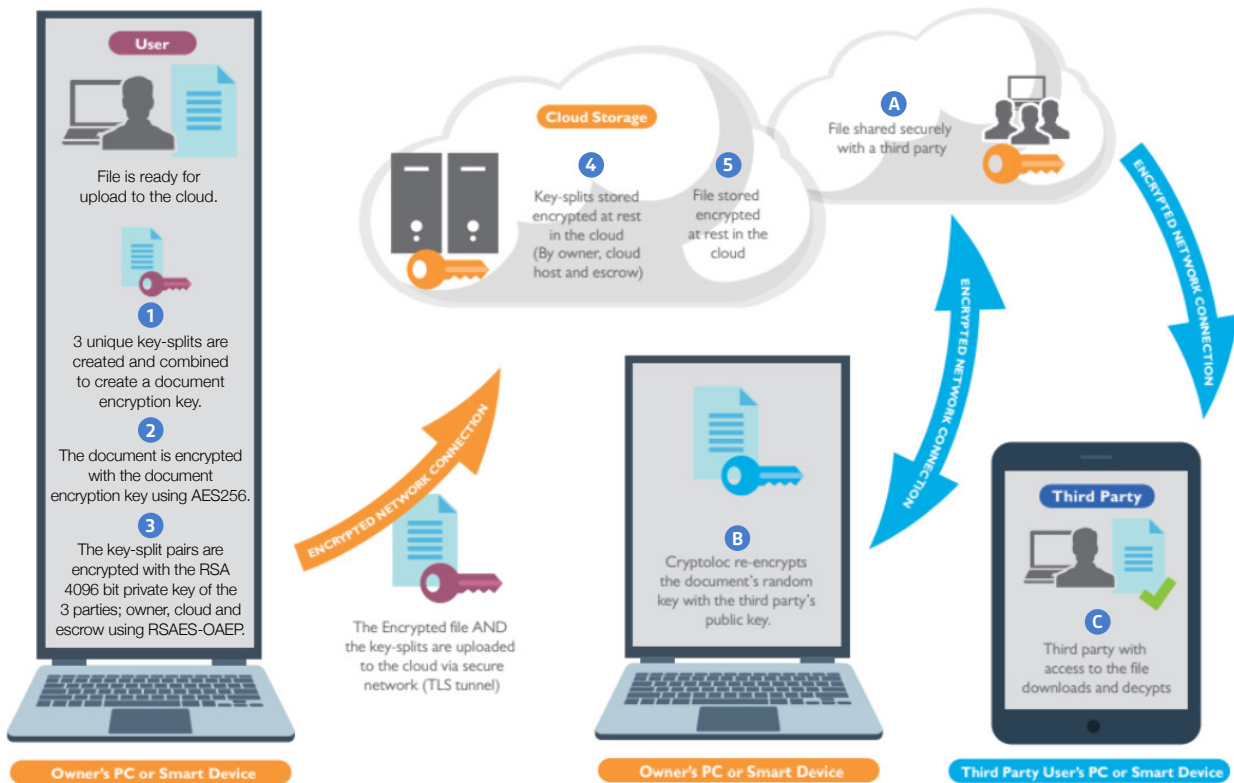 User
File is ready for
upload to the cloud.
1
3 unique key-splits are
created and combined
to create a document
encryption key.
2
The document is encrypted
with the document
encryption key using AES256.
3
The key-split pairs are
encrypted with the RSA
4096 bit private key of the
3 parties; owner, cloud and
escrow using RSAES-OAEP.
Owner's PC or Smart Device
ENCRYPTED NETWORK CONNECTION
The Encrypted file AND
the key-splits are uploaded
to the cloud via secure
network (TLS tunnel)
Cloud Storage
4
Key-splits stored
encrypted at rest
in the cloud
(By owner, cloud
host and escrow)
5
File stored
encrypted
at rest in the
cloud
A
File shared securely
with a third party
ENCRYPTED NETWORK CONNECTION
B
Cryptoloc re-encrypts
the document's random
key with the third party's
public key.
Owner's PC or Smart Device
ENCRYPTED NETWORK CONNECTION
Third Party
C
Third party with
access to the file
downloads and decypts
Third Party User's PC or Smart Device